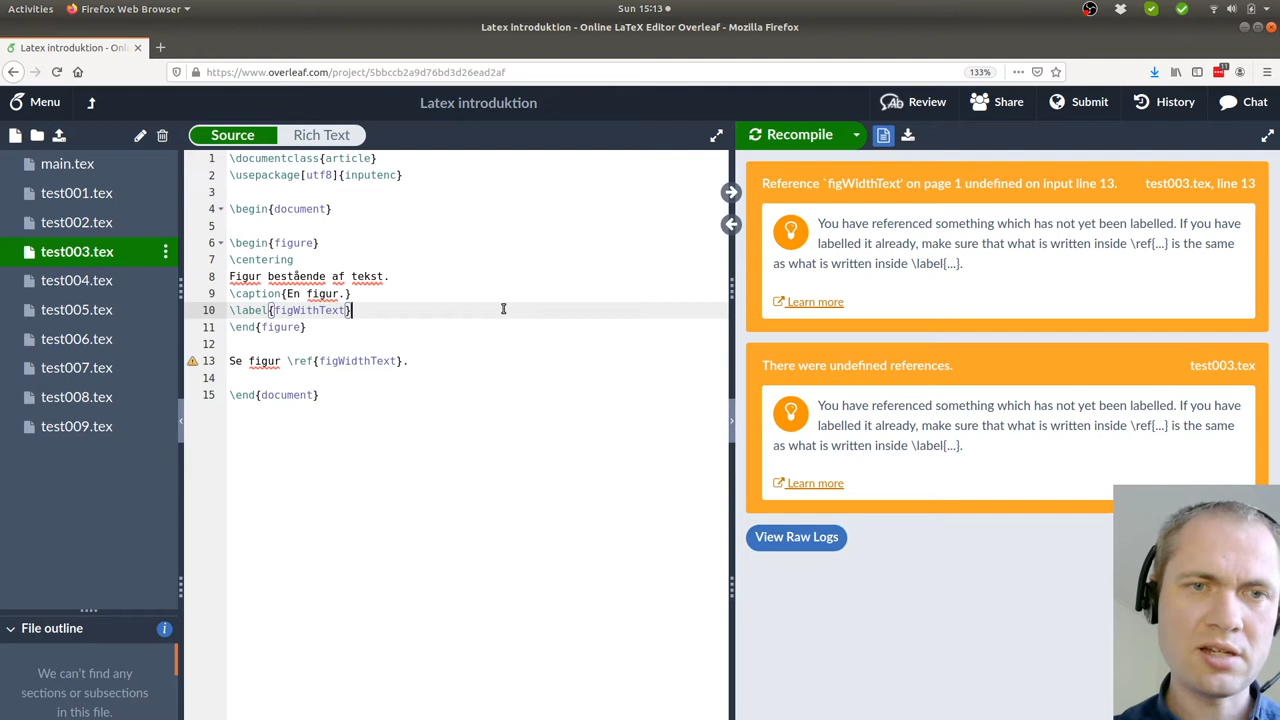 Activities
Firefox Web Browser
Sun 15:13
Latex introduktion - Online LaTeX Editor Overleaf - Mozilla Firefox
Latex introduktion - Onli
https://www.overleaf.com/project/5bbccb2a9d76bd3d26ead2af
133%
11
Menu
Latex introduktion
Review
Share
Submit
History
Chat
Source
Rich Text
Recompile
main.tex
test001.tex
test002.tex
test003.tex
test004.tex
test005.tex
test006.tex
test007.tex
test008.tex
test009.tex
File outline
We can't find any
sections or subsections
in this file.
1 \documentclass{article}
2 \usepackage[utf8]{inputenc}
3
4 \begin{document}
5
6 \begin{figure}
7 \centering
8 Figur bestående af tekst.
9 \caption{En figur.}
10 \label{figWithText}
11 \end{figure}
12
13 Se figur \ref{figWidthText}.
14
15 \end{document}
Reference `figWidthText' on page 1 undefined on input line 13. test003.tex, line 13
You have referenced something which has not yet been labelled. If you
have labelled it already, make sure that what is written inside \ref{...} is the same
as what is written inside \label{...}.
Learn more
There were undefined references. test003.tex
You have referenced something which has not yet been labelled. If you have
labelled it already, make sure that what is written inside \ref{...} is the same
as what is written inside \label{...}.
Learn more
View Raw Logs